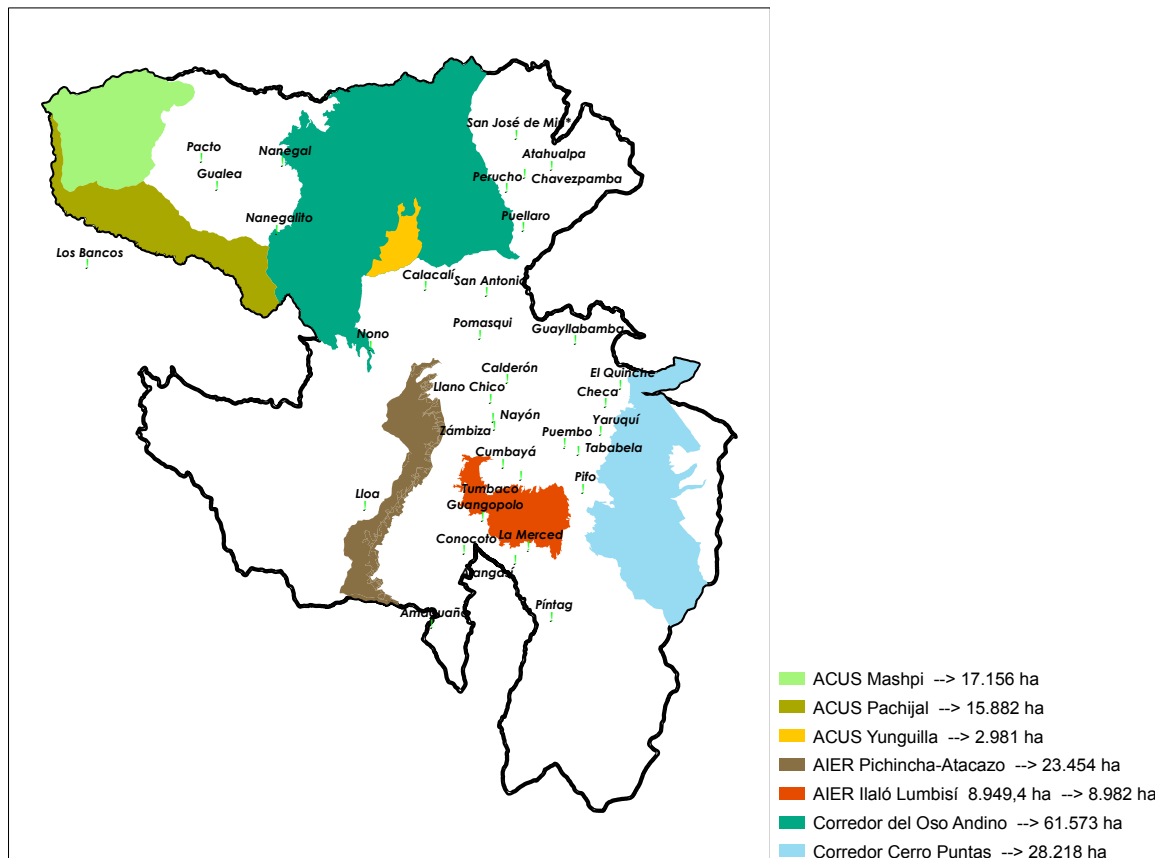 San José de Min*
Pacto
Nanegal
Atahualpa
Gualea
Perucho
Chavezpamba
Nanegalito
Puellaro
Los Bancos
Calacalí
San Antonio
Nono
Pomasqui
Guayllabamba
Calderón
El Quinche
Llano Chico
Checa
Nayón
Yaruquí
Zámbiza
Puembo
Tababela
Cumbayá
Pifo
Tumbaco
Lloa
Guangopolo
Conocoto
La Merced
Alangasí
Amaguaña
Píntag
ACUS Mashpi --> 17.156 ha
ACUS Pachijal --> 15.882 ha
ACUS Yunguilla --> 2.981 ha
AIER Pichincha-Atacazo --> 23.454 ha
AIER Ilaló Lumbisí 8.949,4 ha --> 8.982 ha
Corredor del Oso Andino --> 61.573 ha
Corredor Cerro Puntas --> 28.218 ha